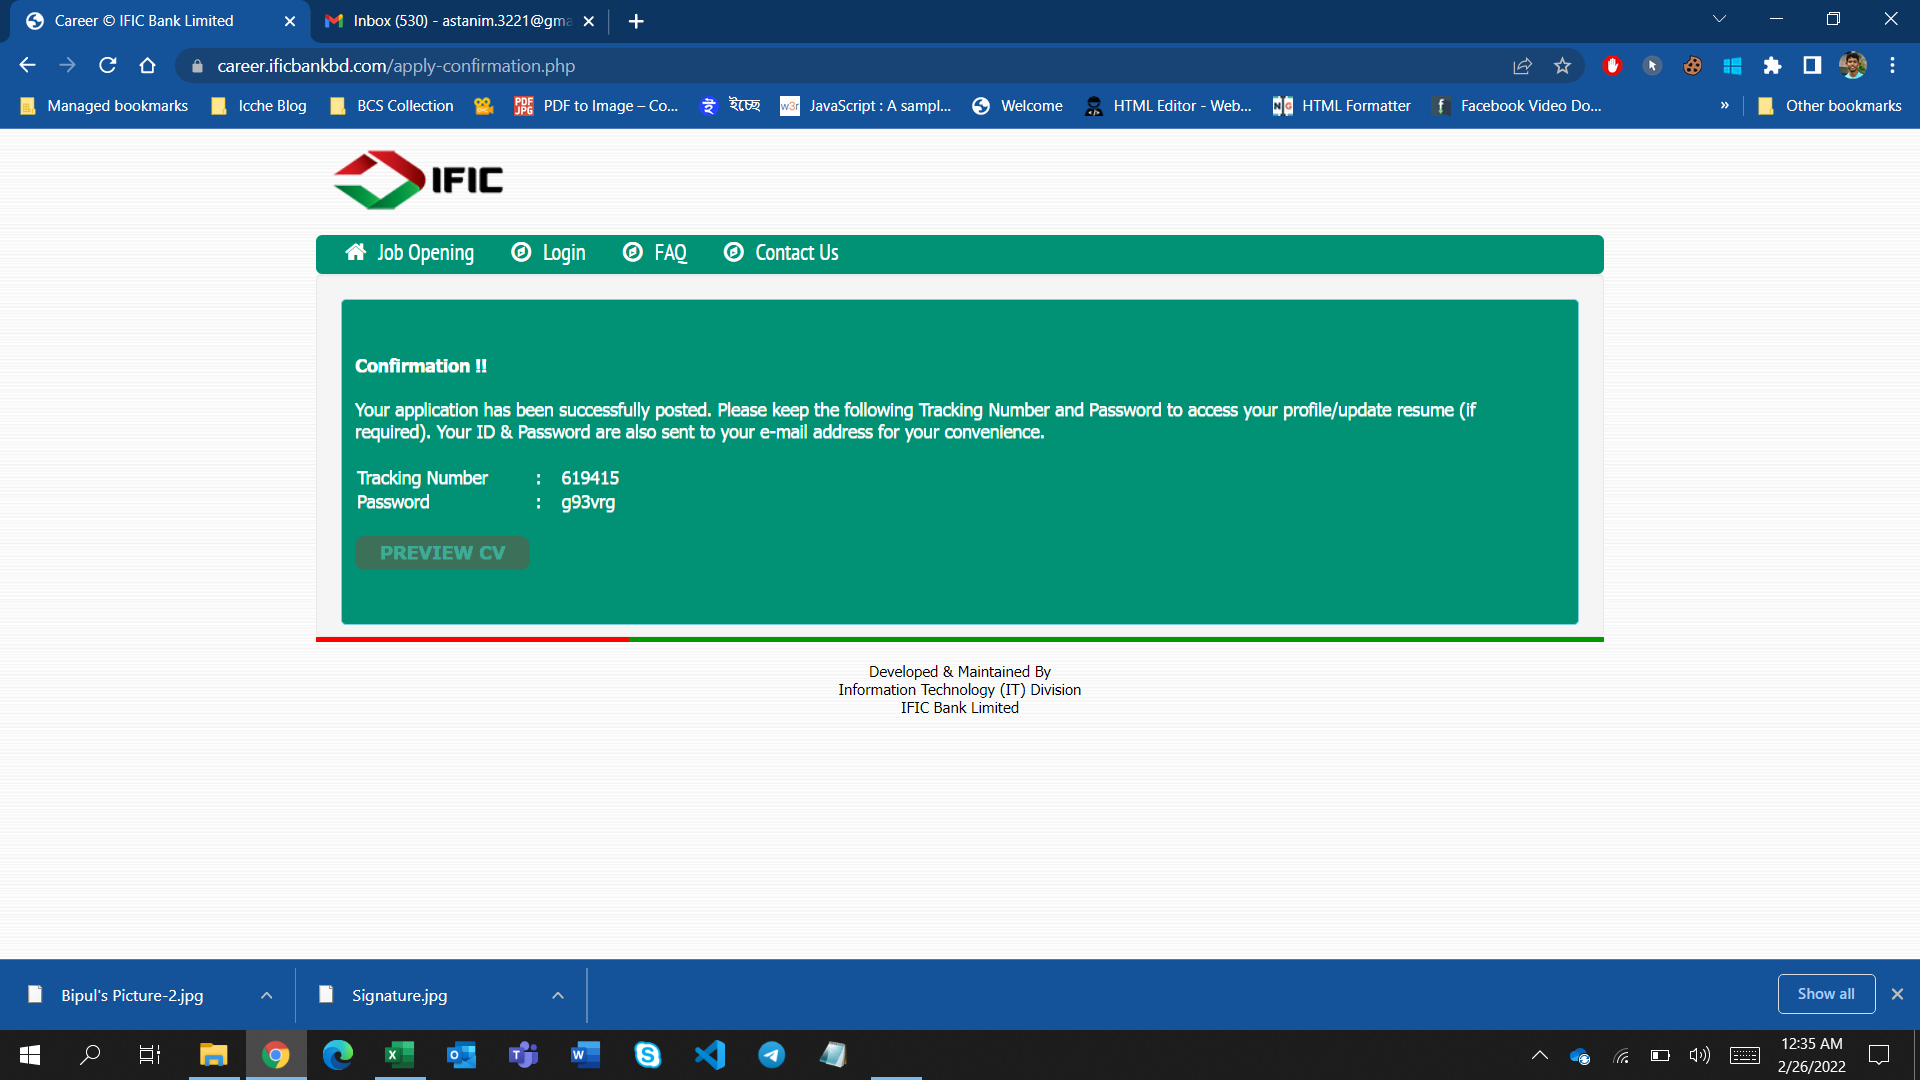 Career © IFIC Bank Limited
Inbox (530) - astanim.3221@gma
career.ificbankbd.com/apply-confirmation.php
Managed bookmarks
Icche Blog
BCS Collection
PDF to Image – Co...
ইচ্ছে
JavaScript : A sampl...
Welcome
HTML Editor - Web...
HTML Formatter
Facebook Video Do...
»
Other bookmarks
IFIC
Job Opening
Login
FAQ
Contact Us
Confirmation !!
Your application has been successfully posted. Please keep the following Tracking Number and Password to access your profile/update resume (if
required). Your ID & Password are also sent to your e-mail address for your convenience.
Tracking Number : 619415
Password : g93vrg
PREVIEW CV
Developed & Maintained By
Information Technology (IT) Division
IFIC Bank Limited
Bipul's Picture-2.jpg
Signature.jpg
Show all
12:35 AM
2/26/2022